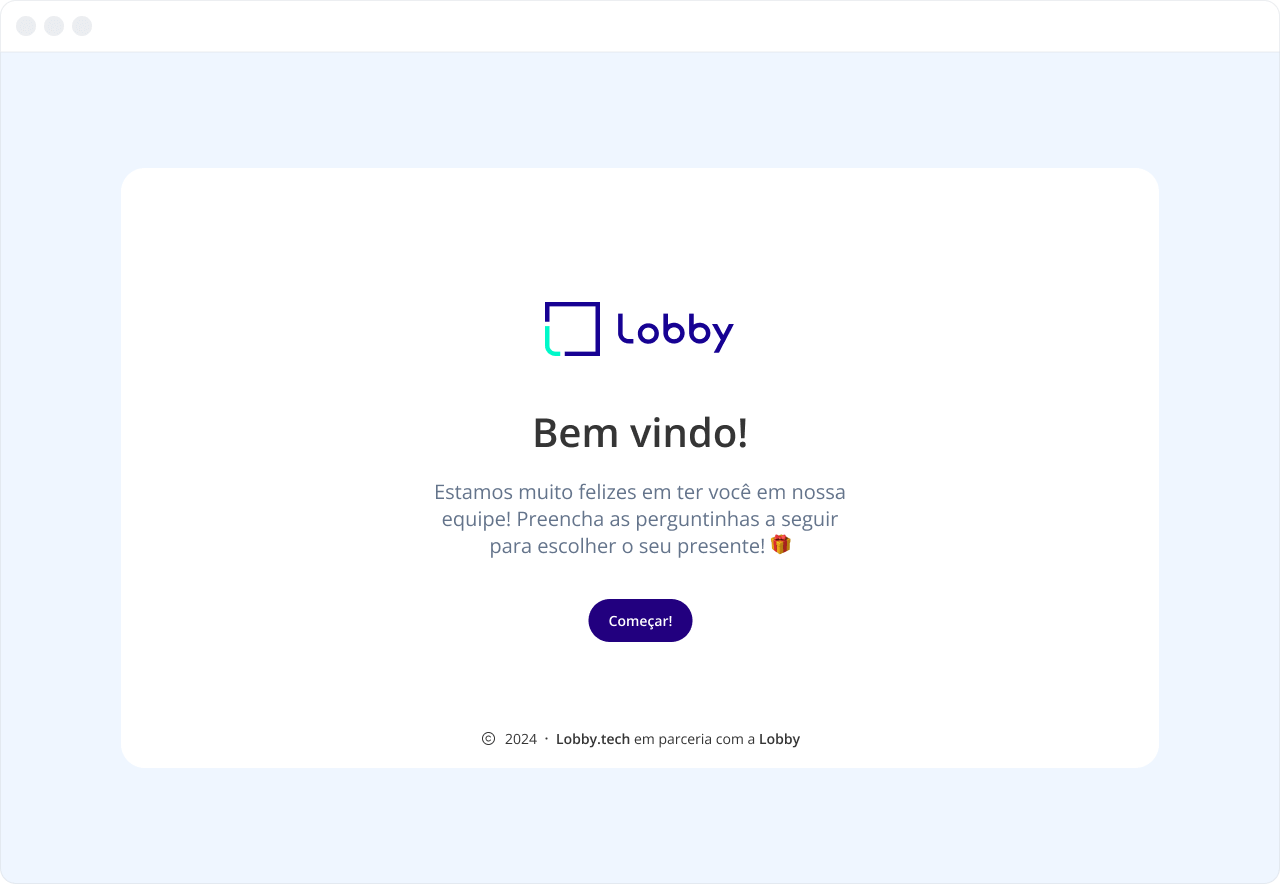 Lobby
Bem vindo!
Estamos muito felizes em ter você em nossa
equipe! Preencha as perguntinhas a seguir
para escolher o seu presente! 🎁
Começar!
© 2024 · Lobby.tech em parceria com a Lobby